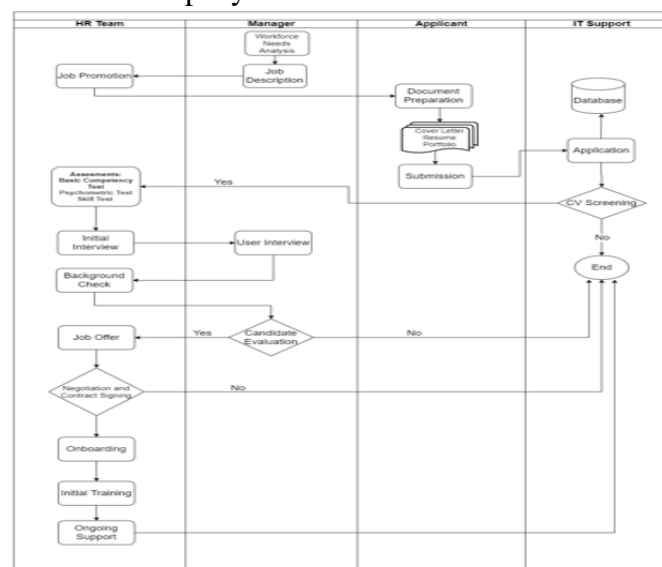 HR Team
Manager
Applicant
IT Support
Workforce
Needs
Analysis
Job
Description
Job Promotion
Document
Preparation
Database
Cover Letter
Resume
Portfolio
Application
Submission
Assesments:
Basic Competency
Test
Psychometric Test
Skill Test
Yes
CV Screening
No
Initial
Interview
User Interview
End
Background
Check
Job Offer
Yes
Candidate
Evaluation
No
Negotiation and
Contract Signing
No
Onboarding
Initial Training
Ongoing
Support